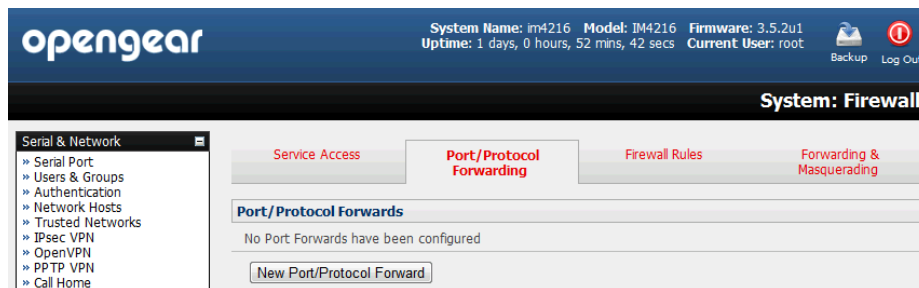 opengear
System Name: im4216 Model: IM4216 Firmware: 3.5.2u1
Uptime: 1 days, 0 hours, 52 mins, 42 secs Current User: root
Backup
Log Out
System: Firewall
Serial & Network
» Serial Port
» Users & Groups
» Authentication
» Network Hosts
» Trusted Networks
» IPsec VPN
» OpenVPN
» PPTP VPN
» Call Home
Service Access
Port/Protocol
Forwarding
Firewall Rules
Forwarding &
Masquerading
Port/Protocol Forwards
No Port Forwards have been configured
New Port/Protocol Forward